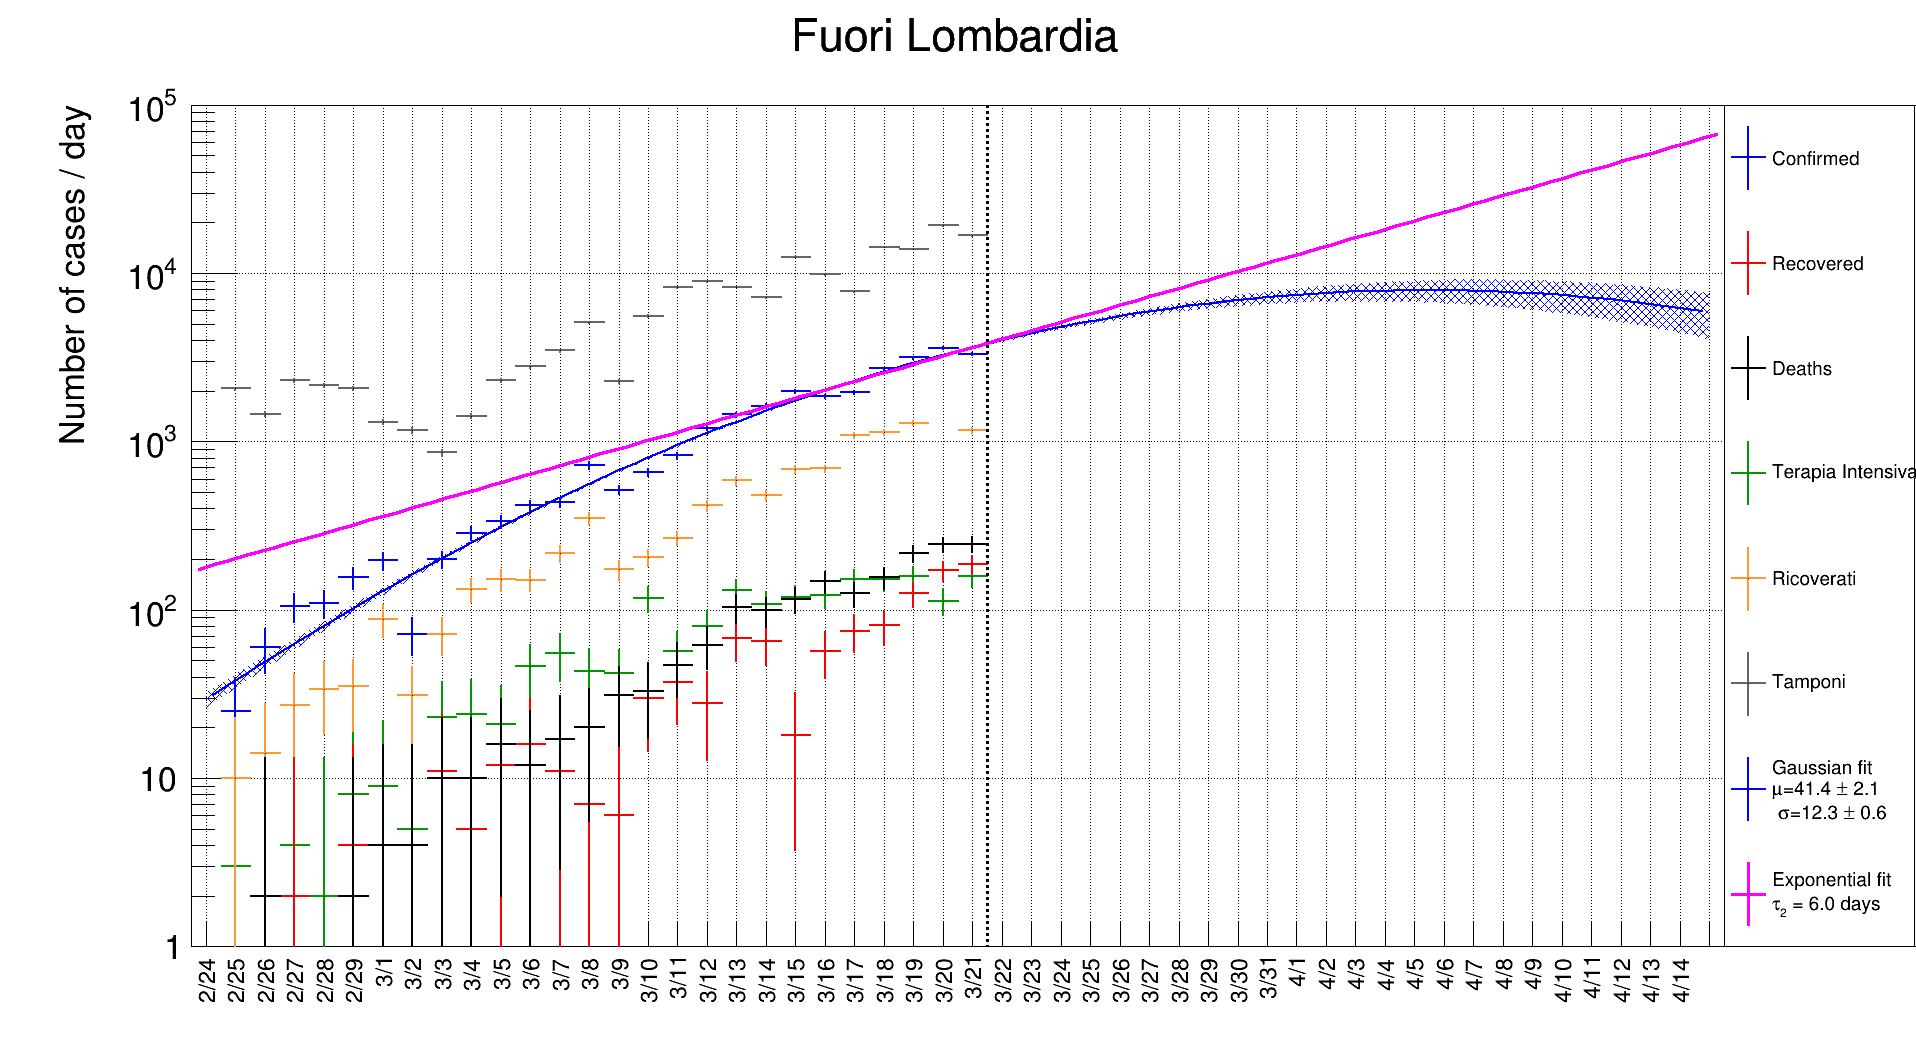 Fuori Lombardia
Number of cases / day
10^5
10^4
10^3
10^2
10
1
2/24 2/25 2/26 2/27 2/28 2/29 3/1 3/2 3/3 3/4 3/5 3/6 3/7 3/8 3/9 3/10 3/11 3/12 3/13 3/14 3/15 3/16 3/17 3/18 3/19 3/20 3/21 3/22 3/23 3/24 3/25 3/26 3/27 3/28 3/29 3/30 3/31 4/1 4/2 4/3 4/4 4/5 4/6 4/7 4/8 4/9 4/10 4/11 4/12 4/13 4/14
Confirmed
Recovered
Deaths
Terapia Intensiva
Ricoverati
Tamponi
Gaussian fit
μ=41.4 ± 2.1
σ=12.3 ± 0.6
Exponential fit
τ_2 = 6.0 days